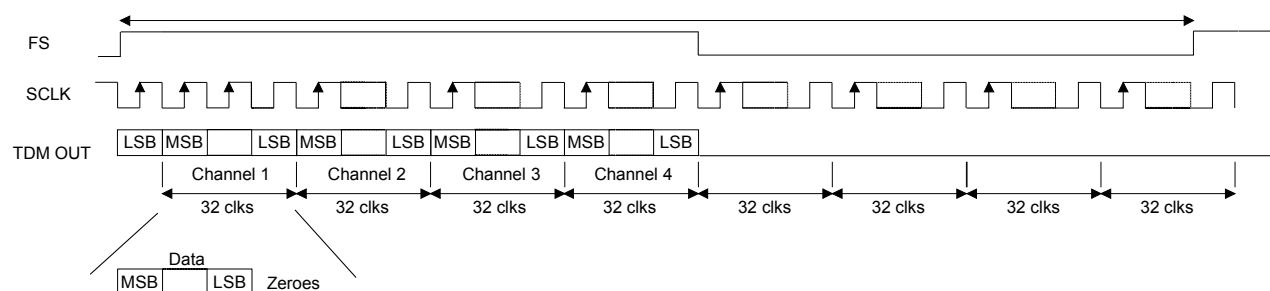 FS
SCLK
TDM OUT
LSB MSB LSB MSB LSB MSB LSB MSB LSB
Channel 1 Channel 2 Channel 3 Channel 4
32 clks 32 clks 32 clks 32 clks 32 clks 32 clks 32 clks 32 clks
Data
MSB LSB Zeroes